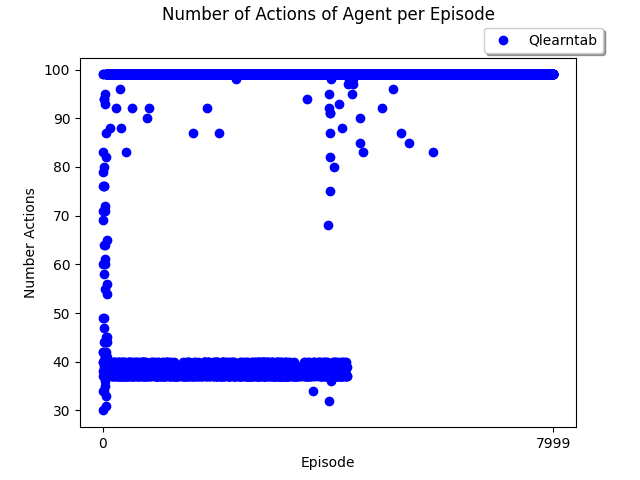 Number of Actions of Agent per Episode
Qlearntab
100
90
80
70
60
50
40
30
Number Actions
0
7999
Episode